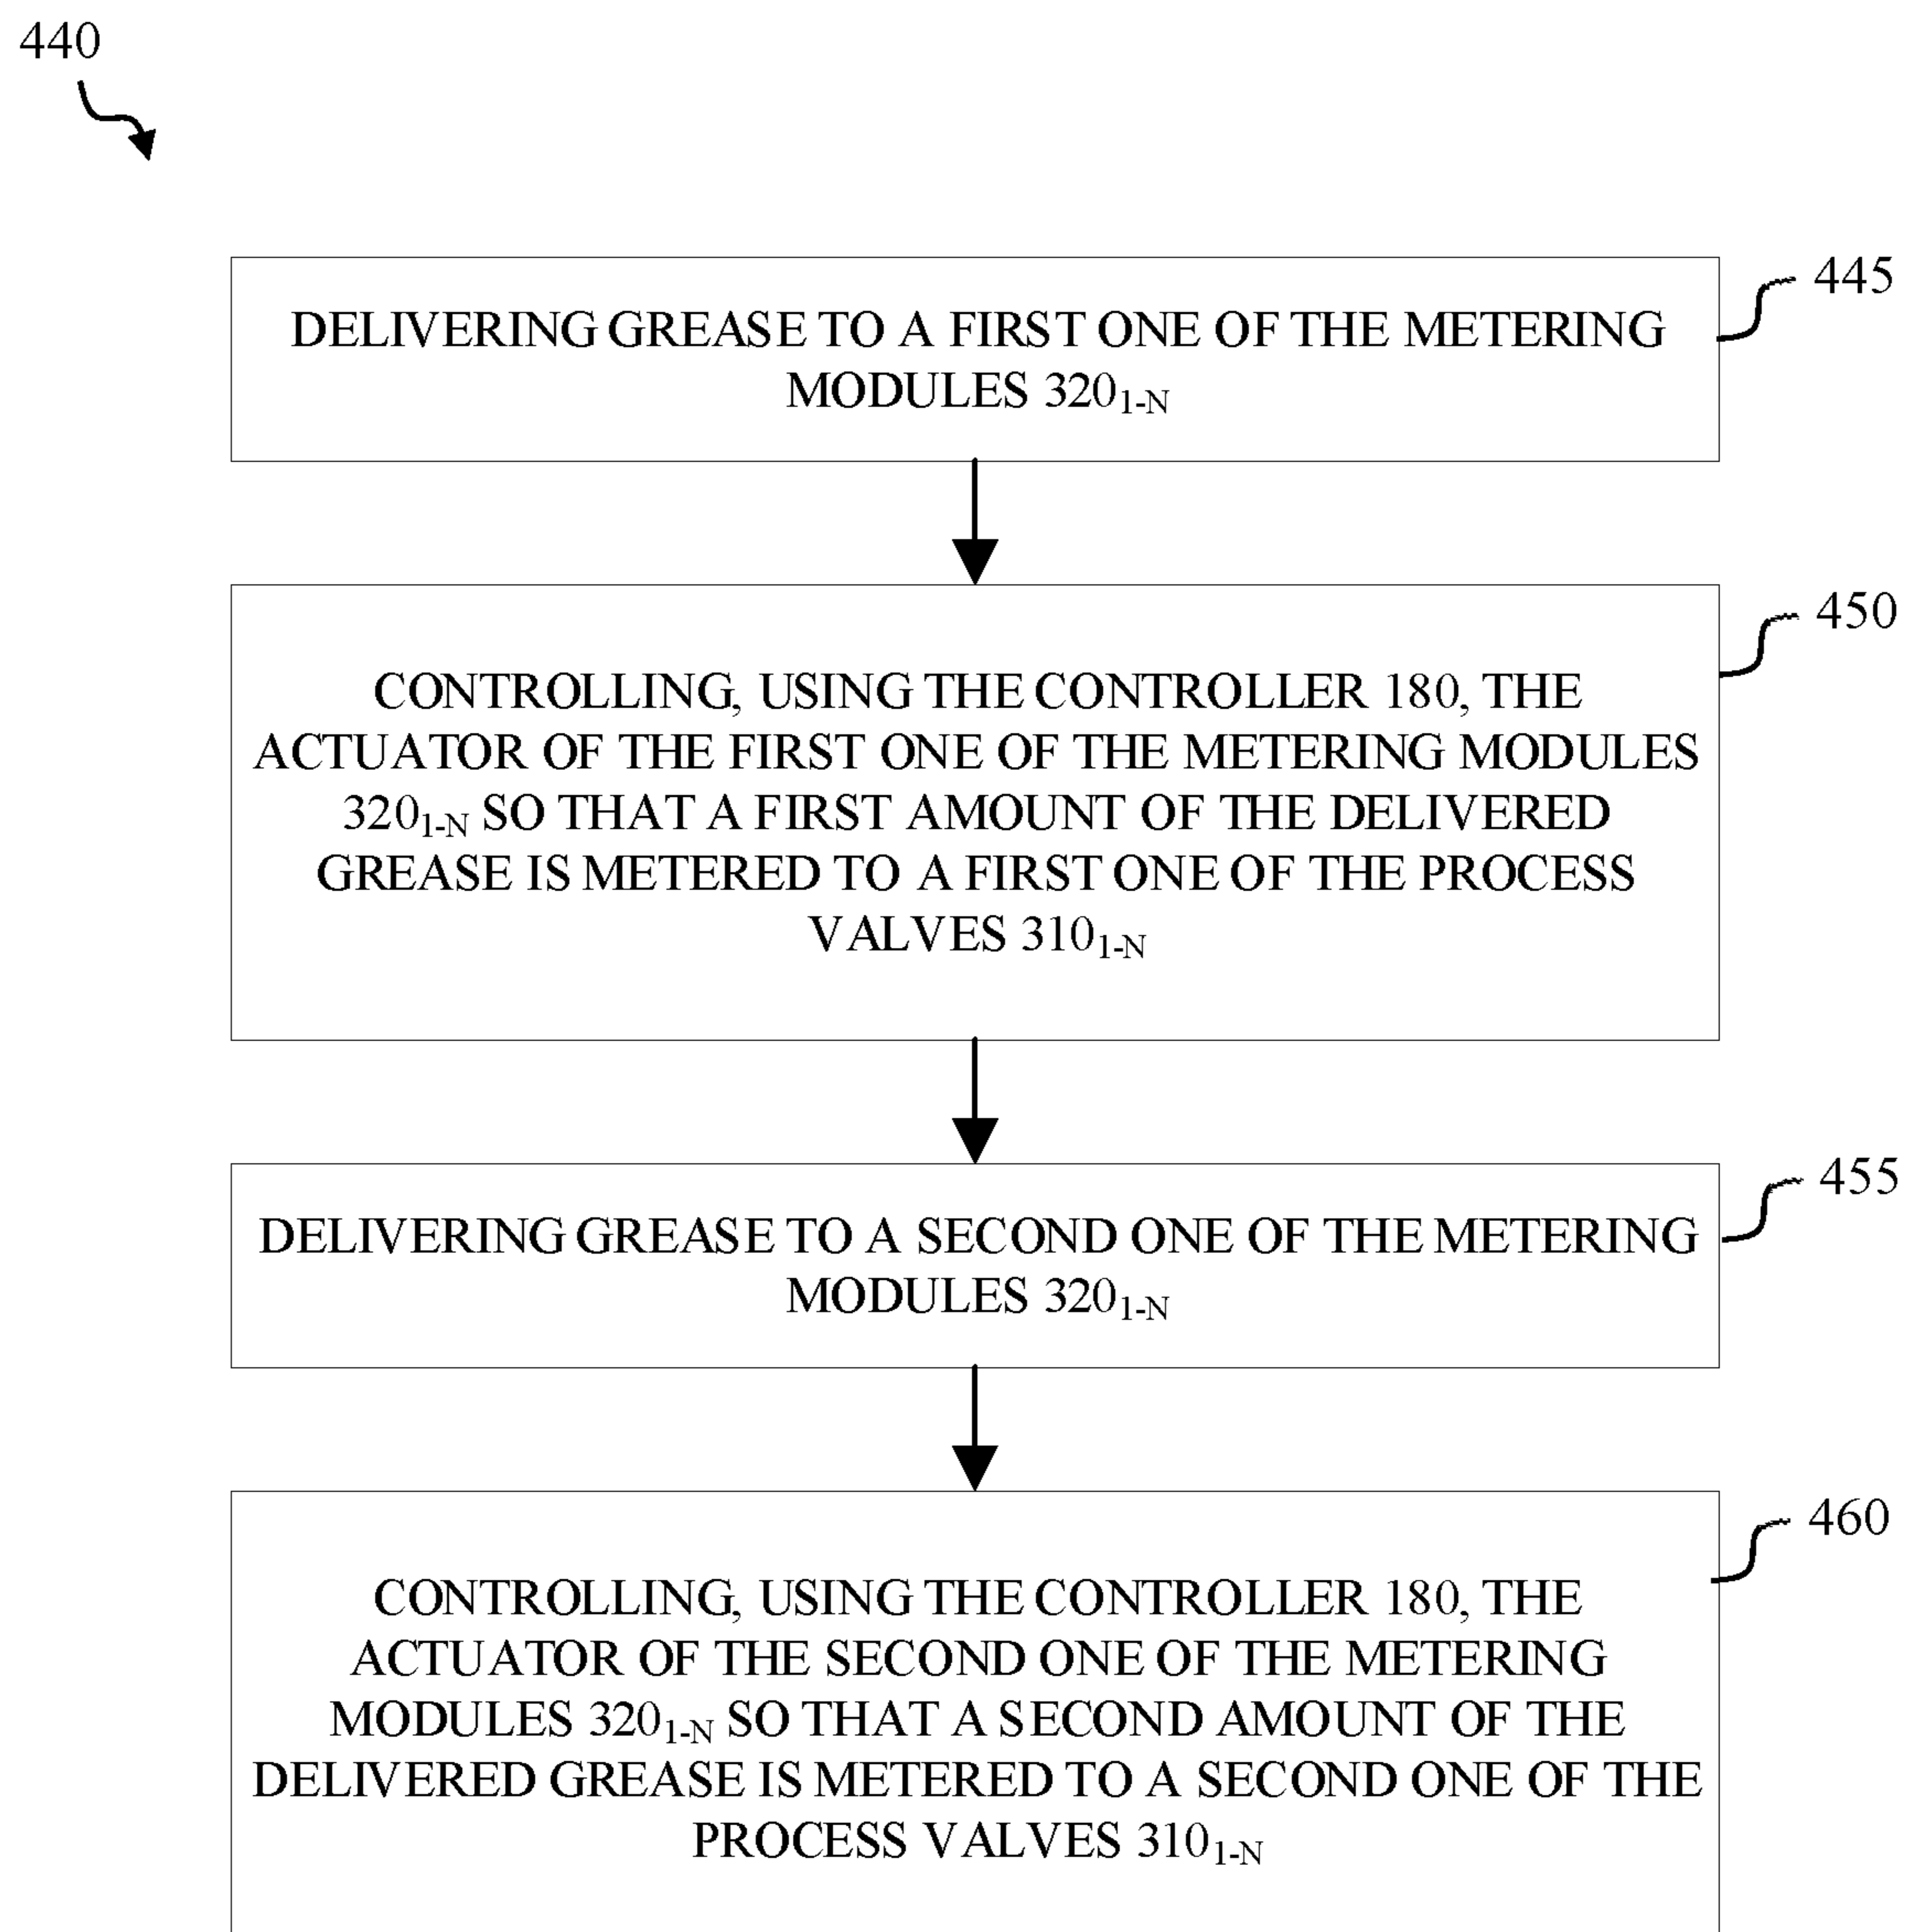 440
445
DELIVERING GREASE TO A FIRST ONE OF THE METERING
MODULES 320₁₋N
450
CONTROLLING, USING THE CONTROLLER 180, THE
ACTUATOR OF THE FIRST ONE OF THE METERING MODULES
320₁₋N SO THAT A FIRST AMOUNT OF THE DELIVERED
GREASE IS METERED TO A FIRST ONE OF THE PROCESS
VALVES 310₁₋N
455
DELIVERING GREASE TO A SECOND ONE OF THE METERING
MODULES 320₁₋N
460
CONTROLLING, USING THE CONTROLLER 180, THE
ACTUATOR OF THE SECOND ONE OF THE METERING
MODULES 320₁₋N SO THAT A SECOND AMOUNT OF THE
DELIVERED GREASE IS METERED TO A SECOND ONE OF THE
PROCESS VALVES 310₁₋N